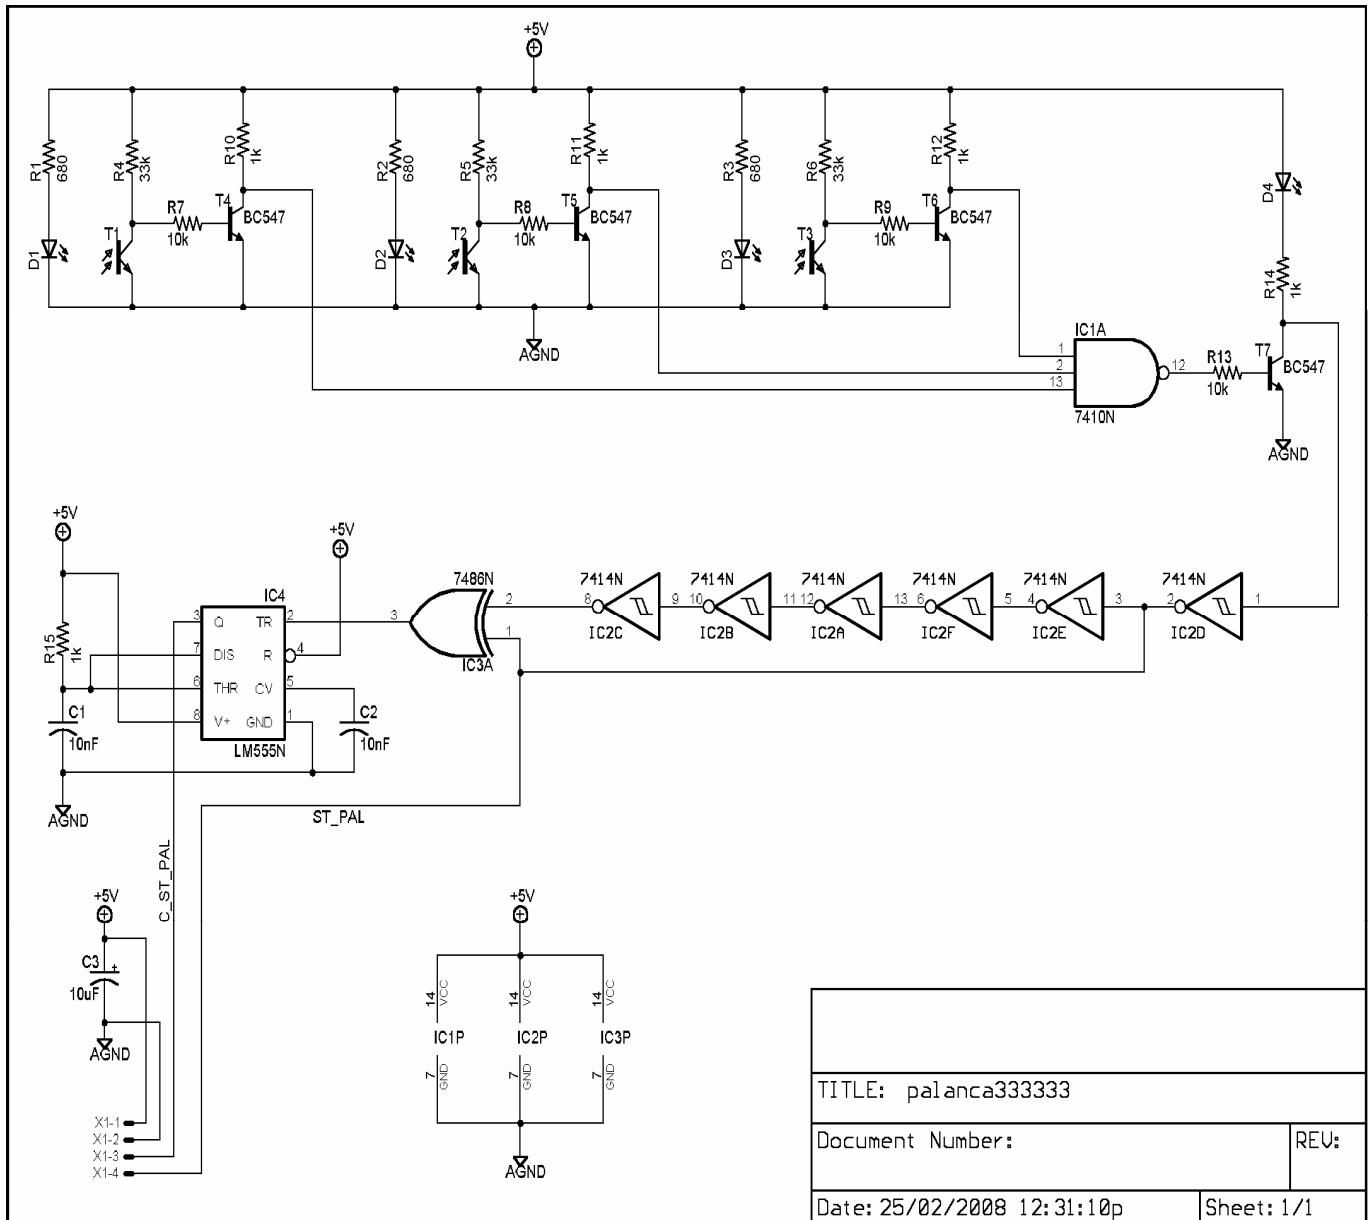 +5V
R1
680
R4
33k
R10
1k
R2
680
R5
33k
R11
1k
R3
680
R6
33k
R12
1k
D4
R7
10k
T4
BC547
R8
10k
T5
BC547
R9
10k
T6
BC547
D1
T1
D2
T2
D3
T3
R14
1k
AGND
IC1A
1
2
13
12
7410N
R13
10k
T7
BC547
AGND
+5V
+5V
R15
1k
IC4
3 Q TR 2
7 DIS R 4
6 THR CV 5
8 V+ GND 1
LM555N
C1
10nF
C2
10nF
AGND
7486N
3
2
1
IC3A
7414N
8 9
IC2C
7414N
10 11
IC2B
7414N
12 13
IC2A
7414N
6 5
IC2F
7414N
4 3
IC2E
7414N
2 1
IC2D
ST_PAL
C_ST_PAL
+5V
C3
+
10uF
AGND
X1-1
X1-2
X1-3
X1-4
+5V
14 VCC
14 VCC
14 VCC
IC1P
IC2P
IC3P
7 GND
7 GND
7 GND
AGND
TITLE: palanca333333
Document Number:
REV:
Date: 25/02/2008 12:31:10p
Sheet: 1/1